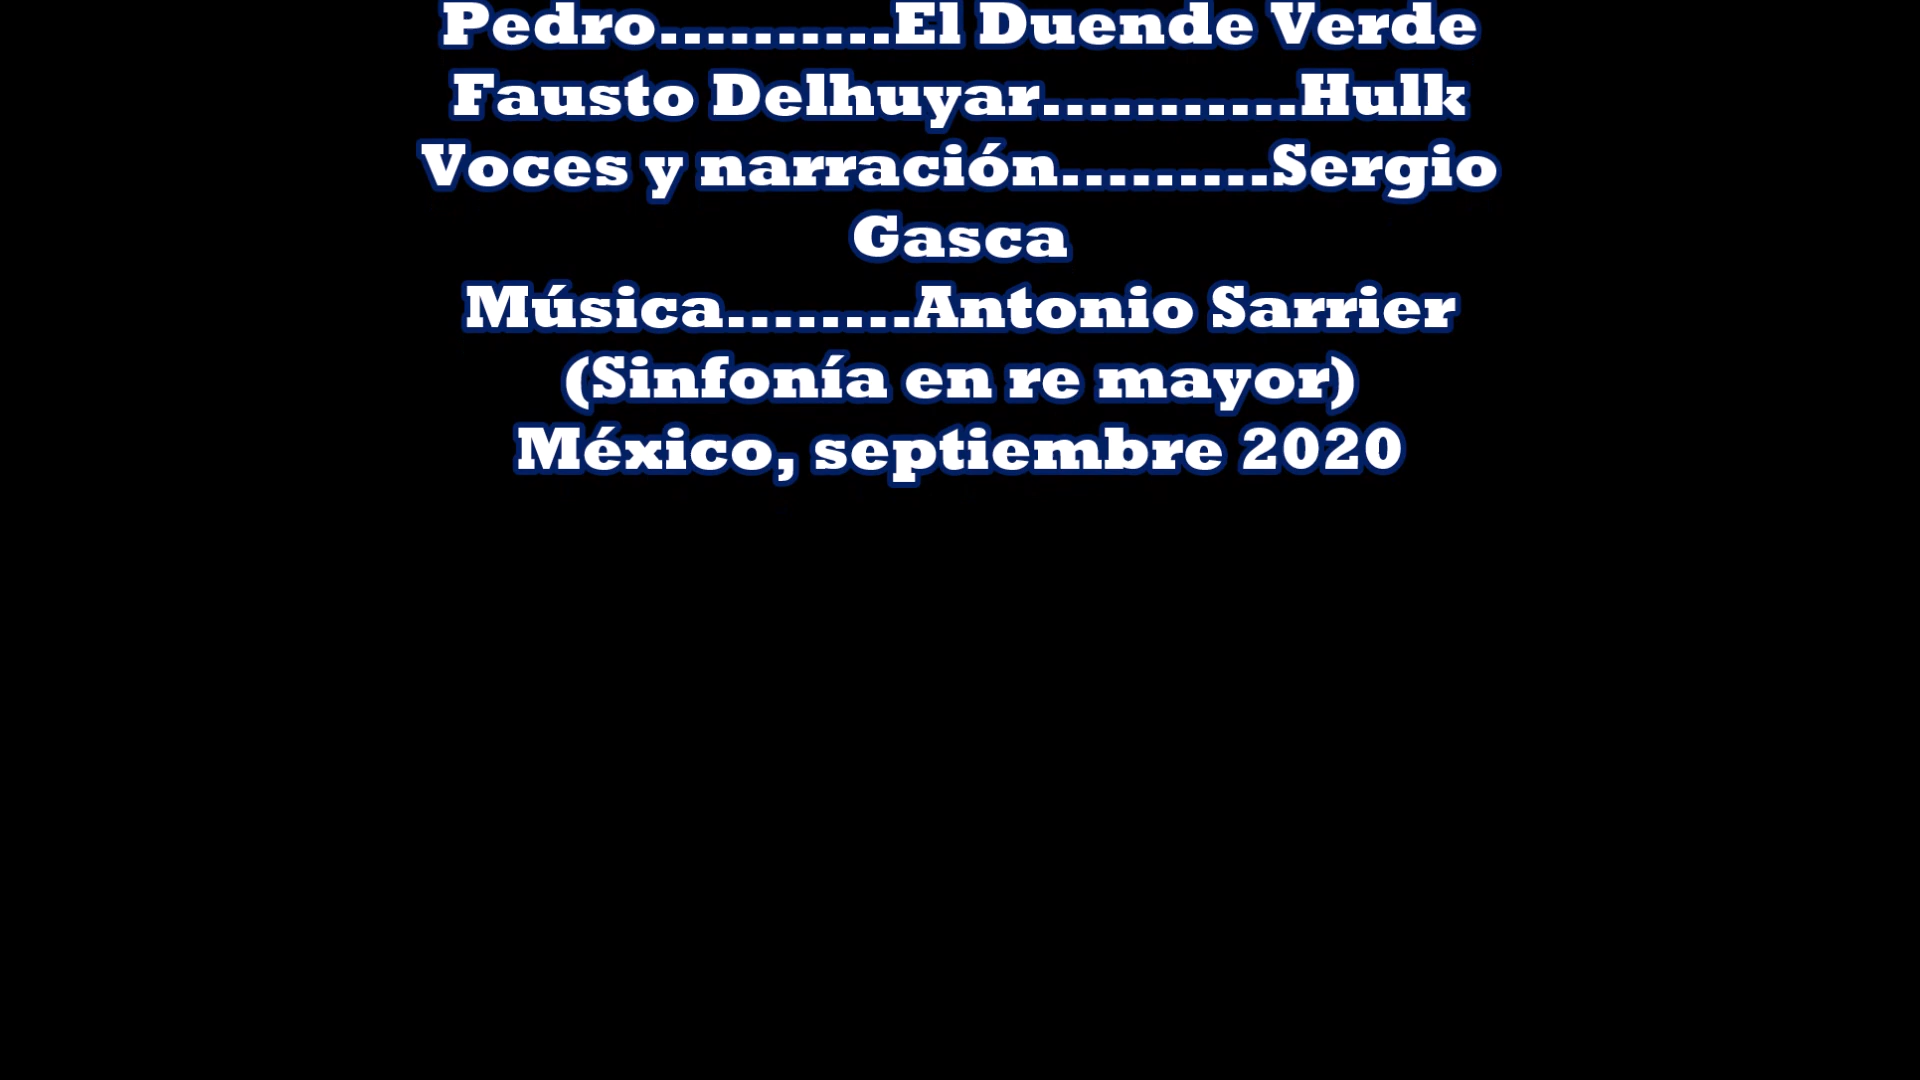 Pedro..........El Duende Verde
Fausto Delhuyar...........Hulk
Voces y narración.........Sergio
Gasca
Música........Antonio Sarrier
(Sinfonía en re mayor)
México, septiembre 2020